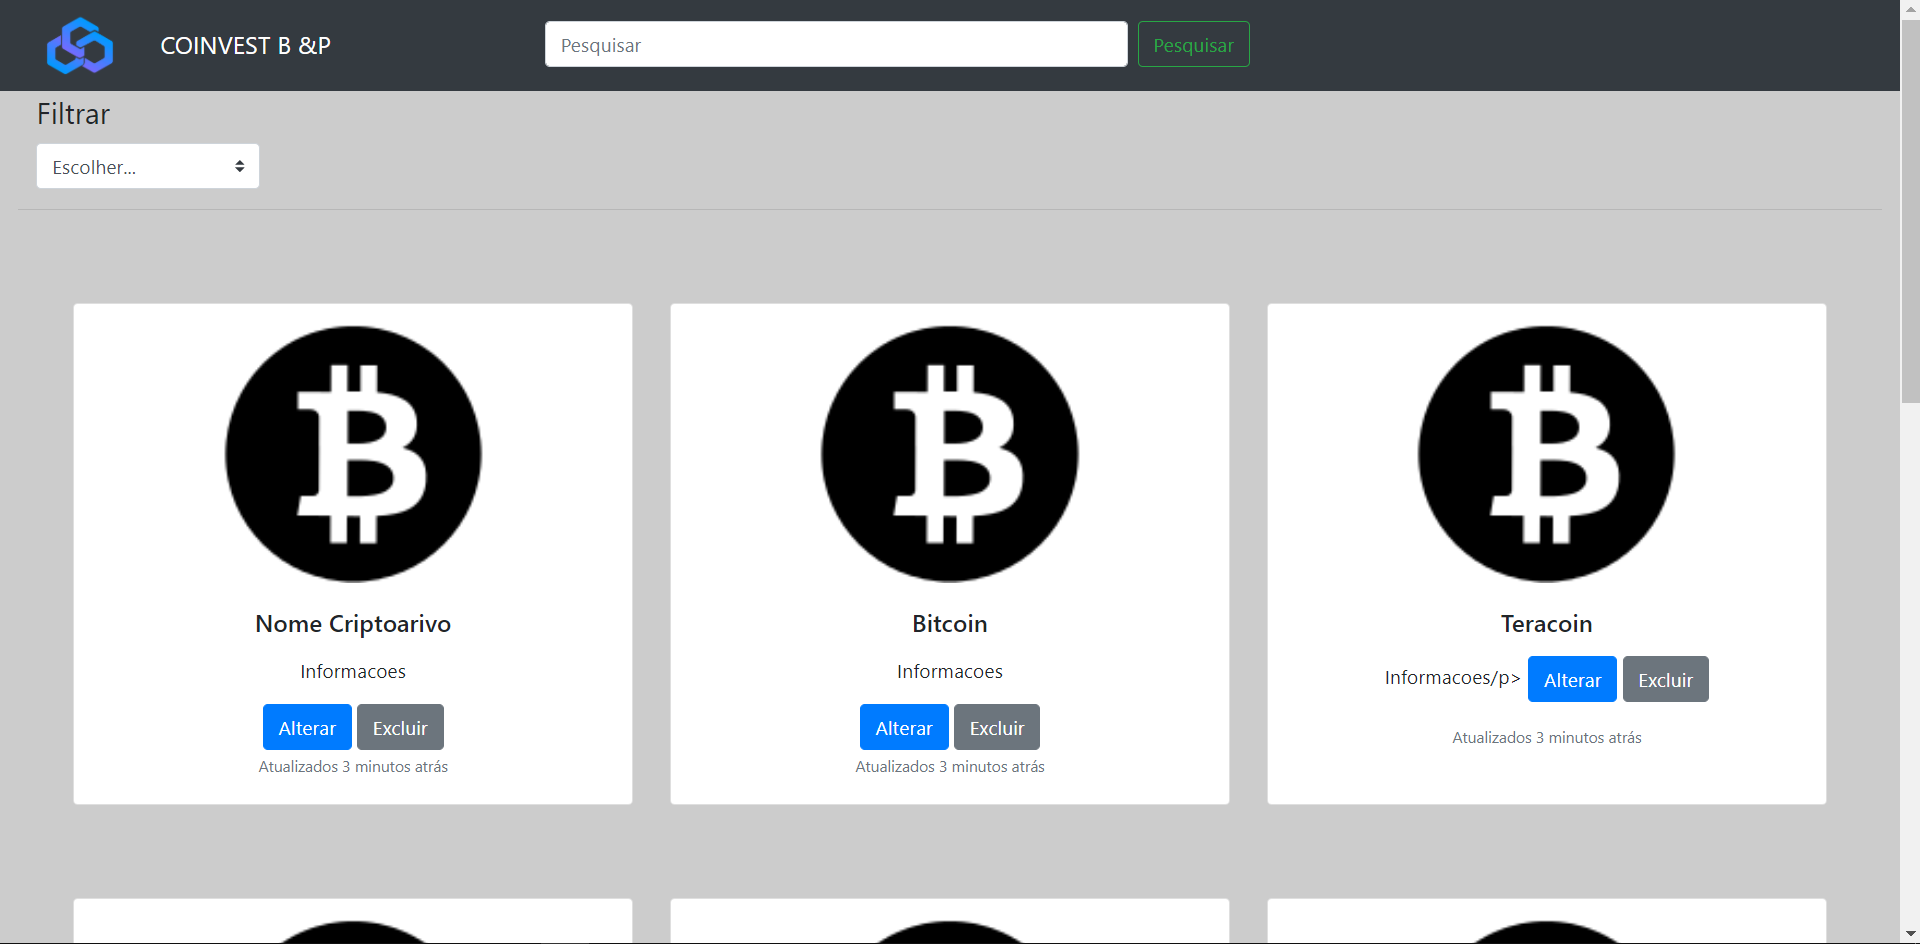 COINVEST B &P
Pesquisar
Pesquisar
Filtrar
Escolher...
Nome Criptoarivo
Informacoes
Alterar
Excluir
Atualizados 3 minutos atrás
Bitcoin
Informacoes
Alterar
Excluir
Atualizados 3 minutos atrás
Teracoin
Informacoes/p>
Alterar
Excluir
Atualizados 3 minutos atrás